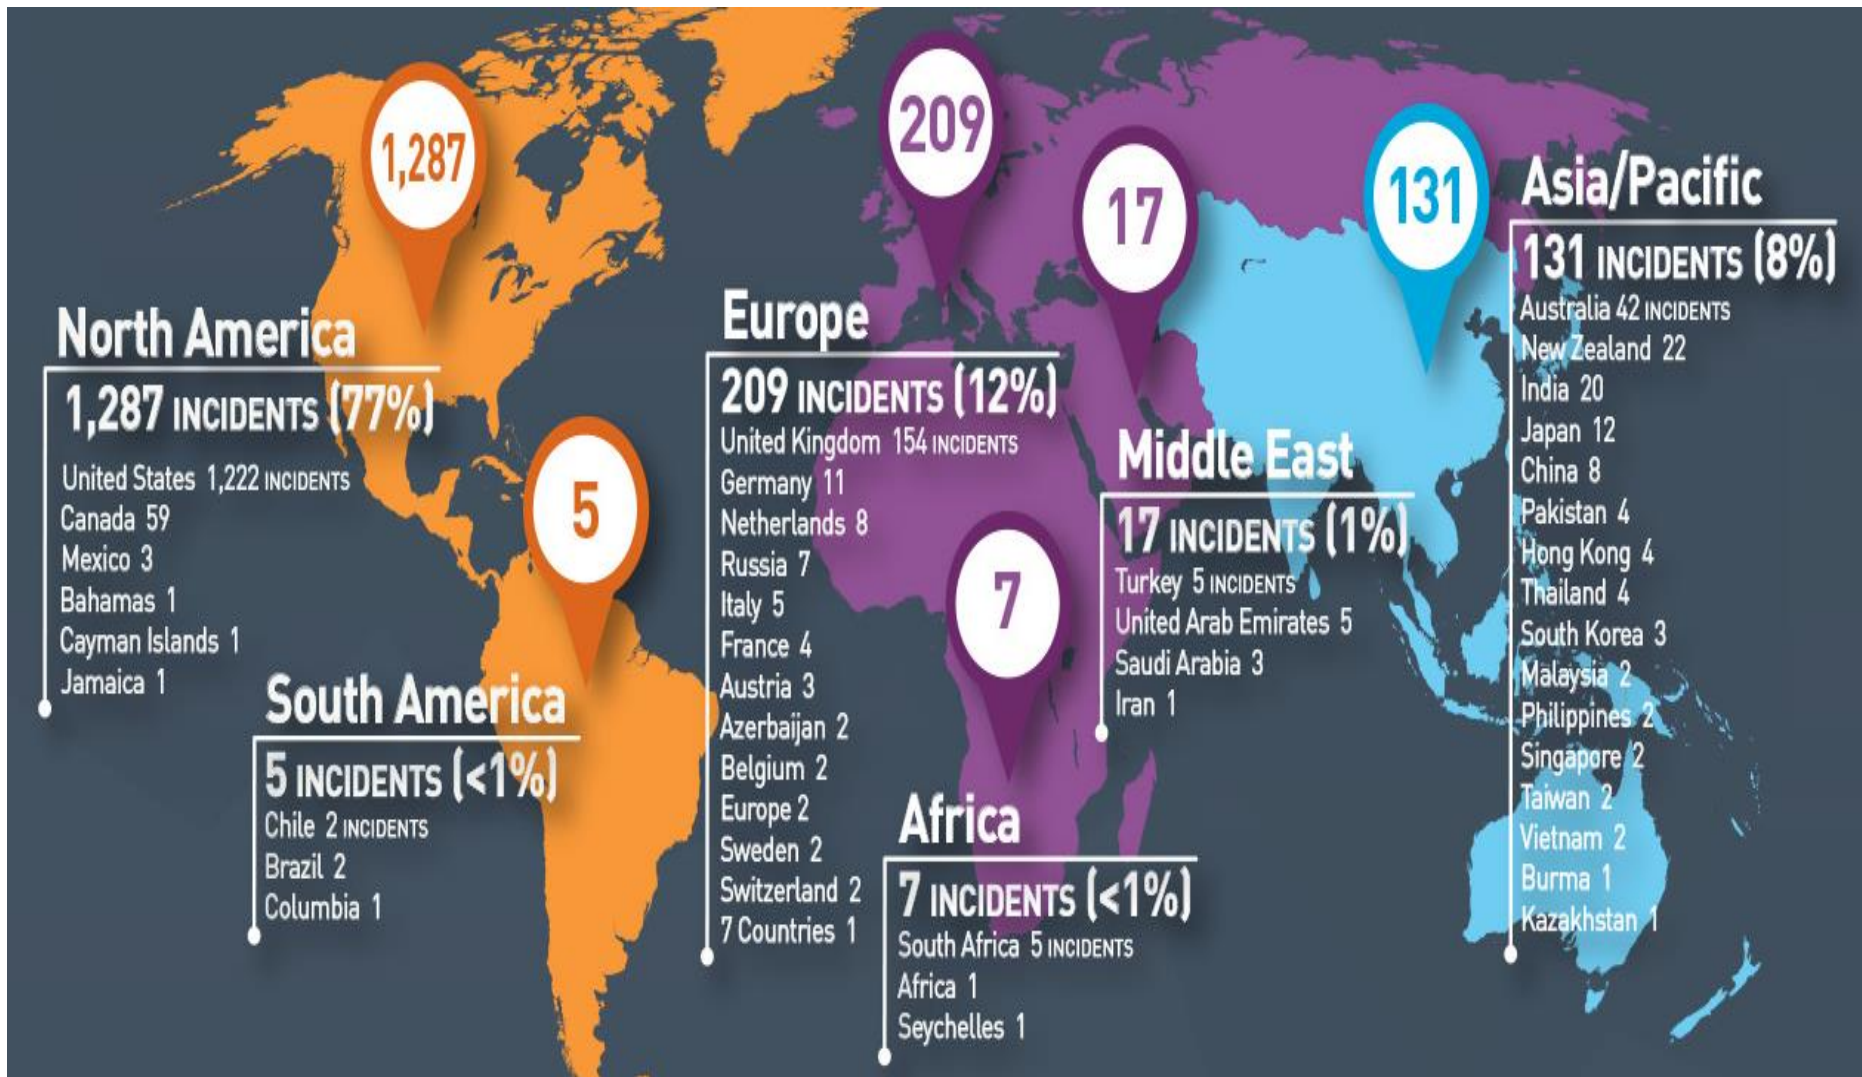 1,287
209
17
131
5
7
North America
1,287 INCIDENTS (77%)
United States 1,222 INCIDENTS
Canada 59
Mexico 3
Bahamas 1
Cayman Islands 1
Jamaica 1
South America
5 INCIDENTS (<1%)
Chile 2 INCIDENTS
Brazil 2
Columbia 1
Europe
209 INCIDENTS (12%)
United Kingdom 154 INCIDENTS
Germany 11
Netherlands 8
Russia 7
Italy 5
France 4
Austria 3
Azerbaijan 2
Belgium 2
Europe 2
Sweden 2
Switzerland 2
7 Countries 1
Africa
7 INCIDENTS (<1%)
South Africa 5 INCIDENTS
Africa 1
Seychelles 1
Middle East
17 INCIDENTS (1%)
Turkey 5 INCIDENTS
United Arab Emirates 5
Saudi Arabia 3
Iran 1
Asia/Pacific
131 INCIDENTS (8%)
Australia 42 INCIDENTS
New Zealand 22
India 20
Japan 12
China 8
Pakistan 4
Hong Kong 4
Thailand 4
South Korea 3
Malaysia 2
Philippines 2
Singapore 2
Taiwan 2
Vietnam 2
Burma 1
Kazakhstan 1